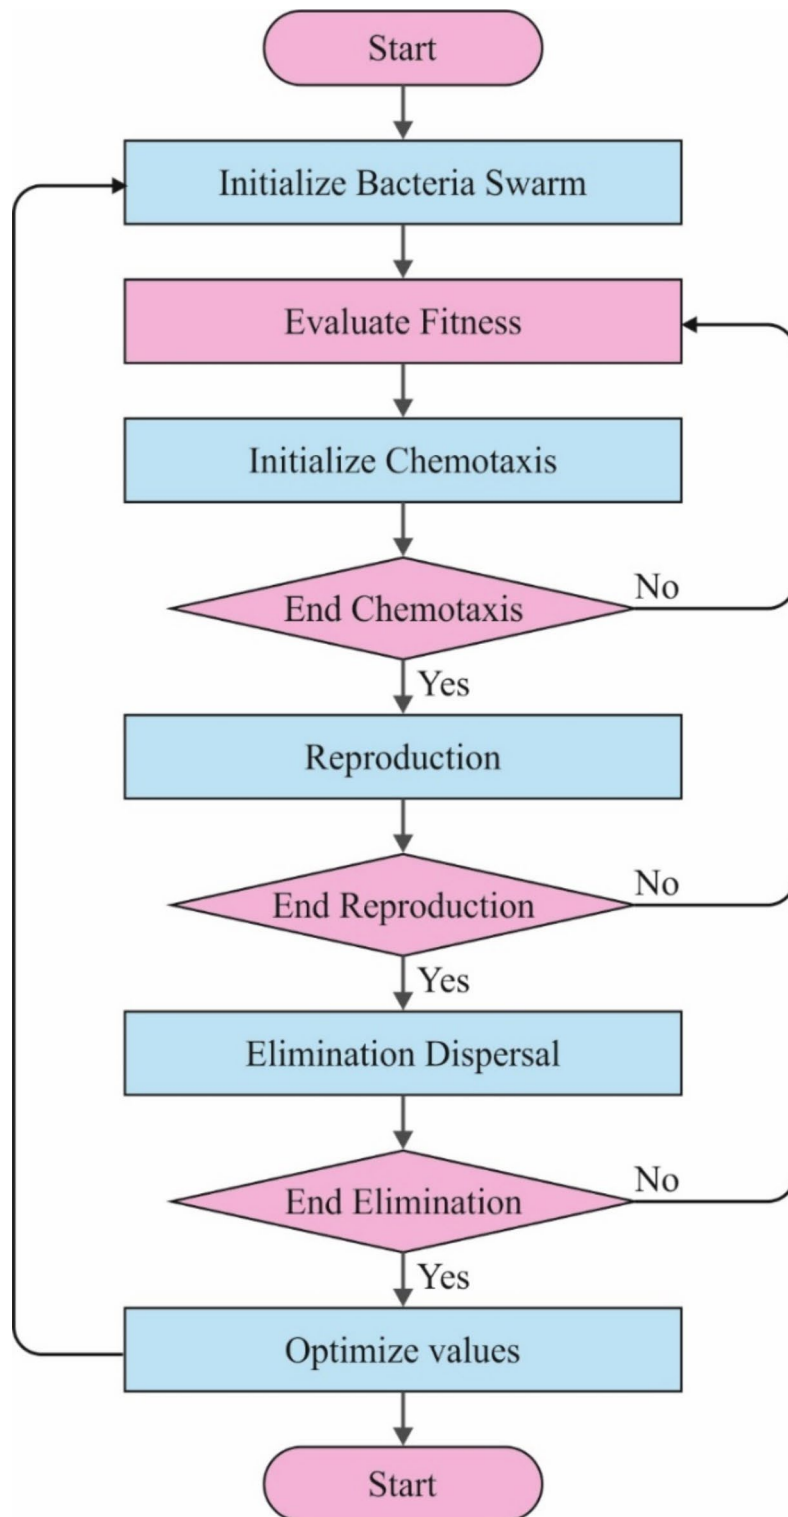 Start
Initialize Bacteria Swarm
Evaluate Fitness
Initialize Chemotaxis
End Chemotaxis
No
Yes
Reproduction
End Reproduction
No
Yes
Elimination Dispersal
End Elimination
No
Yes
Optimize values
Start